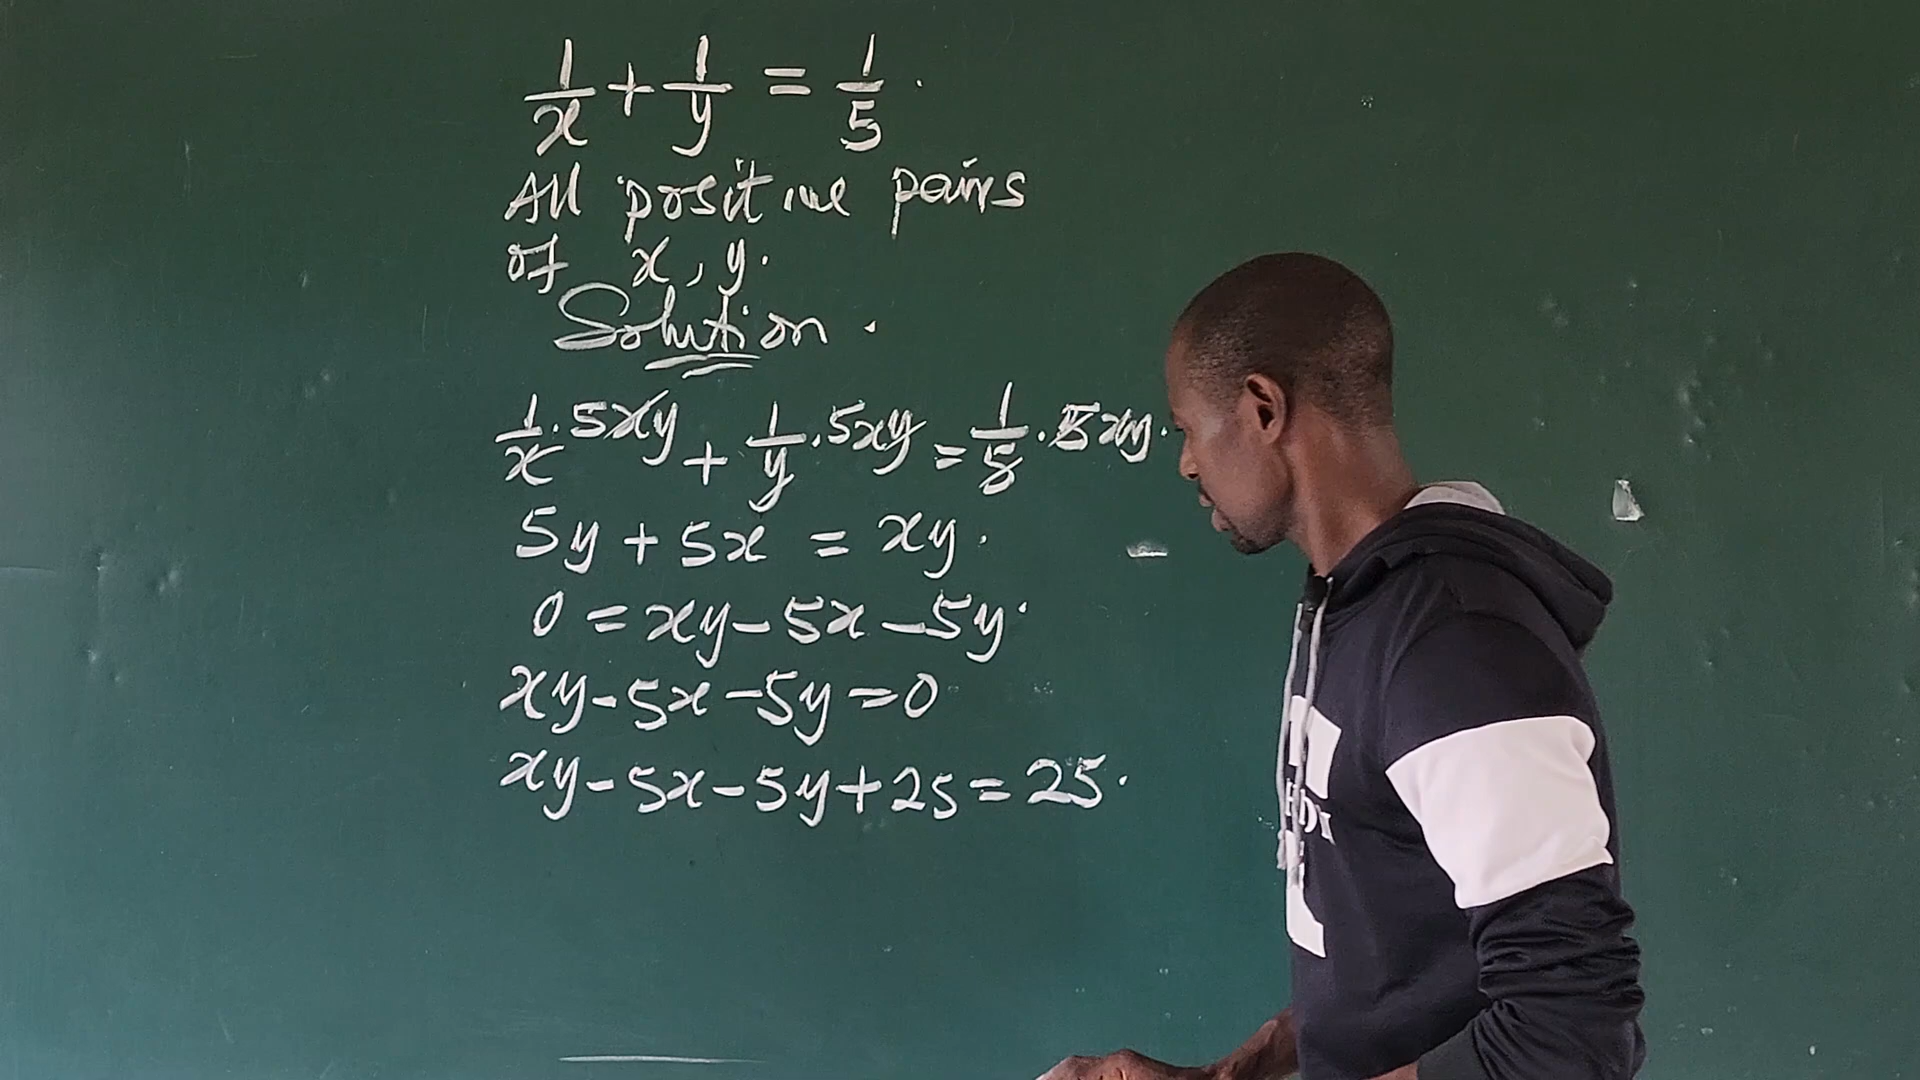 1/x + 1/y = 1/5.
All positive pairs
of x, y.
Solution.
1/x · 5xy + 1/y · 5xy = 1/5 · 5xy.
5y + 5x = xy.
0 = xy - 5x - 5y.
xy - 5x - 5y = 0
xy - 5x - 5y + 25 = 25.